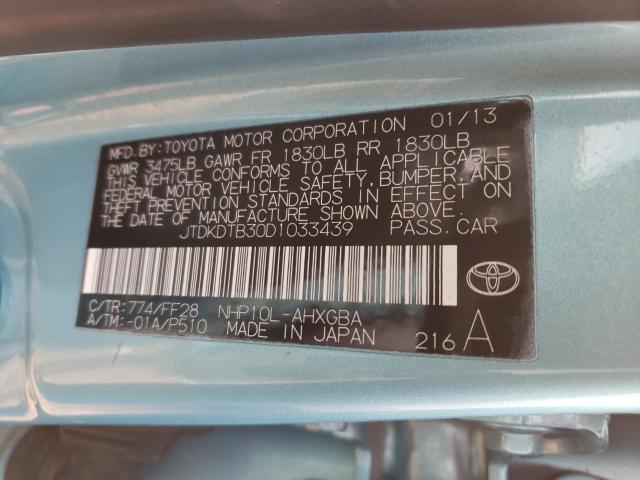 MFD. BY: TOYOTA MOTOR CORPORATION 01/13
GVWR 3475LB GAWR FR 1830LB RR 1830LB
THIS VEHICLE CONFORMS TO ALL APPLICABLE
FEDERAL MOTOR VEHICLE SAFETY, BUMPER, AND
THEFT PREVENTION STANDARDS IN EFFECT ON
THE DATE OF MANUFACTURE SHOWN ABOVE.
JTDKDTB30D1033439 PASS. CAR
C/TR: 774/FF28 NHP10L-AHXGBA
A/TM: -01A/P510 MADE IN JAPAN 216 A